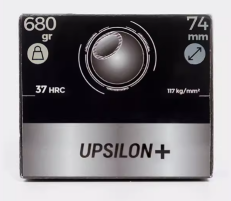 680
gr
74
mm
37 HRC
117 kg/mm²
UPSILON+